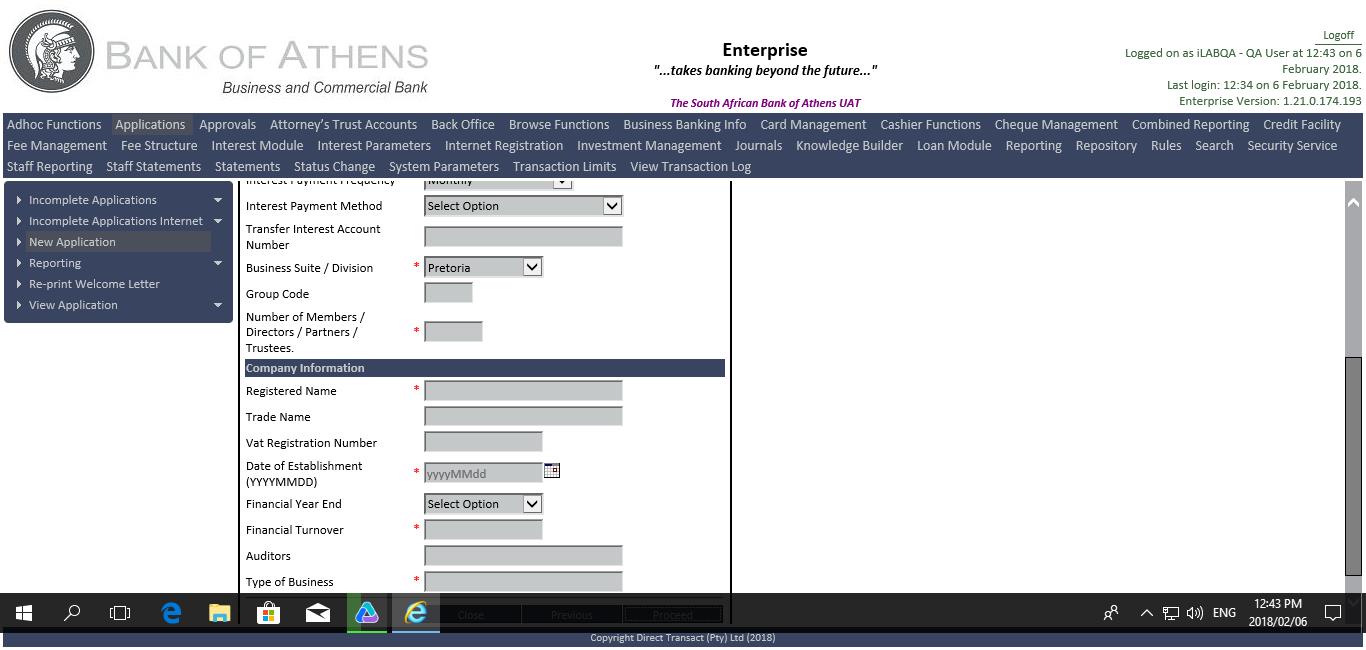 BANK OF ATHENS
Business and Commercial Bank
Enterprise
"...takes banking beyond the future..."
The South African Bank of Athens UAT
Logoff
Logged on as iLABQA - QA User at 12:43 on 6
February 2018.
Last login: 12:34 on 6 February 2018.
Enterprise Version: 1.21.0.174.193
Adhoc Functions Applications Approvals Attorney's Trust Accounts Back Office Browse Functions Business Banking Info Card Management Cashier Functions Cheque Management Combined Reporting Credit Facility
Fee Management Fee Structure Interest Module Interest Parameters Internet Registration Investment Management Journals Knowledge Builder Loan Module Reporting Repository Rules Search Security Service
Staff Reporting Staff Statements Statements Status Change System Parameters Transaction Limits View Transaction Log
Incomplete Applications
Incomplete Applications Internet
New Application
Reporting
Re-print Welcome Letter
View Application
Interest Payment Frequency Monthly
Interest Payment Method Select Option
Transfer Interest Account
Number
Business Suite / Division * Pretoria
Group Code
Number of Members /
Directors / Partners / *
Trustees.
Company Information
Registered Name *
Trade Name
Vat Registration Number
Date of Establishment
(YYYYMMDD) * yyyyMMdd
Financial Year End Select Option
Financial Turnover *
Auditors
Type of Business *
Close Previous Proceed
ENG
12:43 PM
2018/02/06
Copyright Direct Transact (Pty) Ltd (2018)